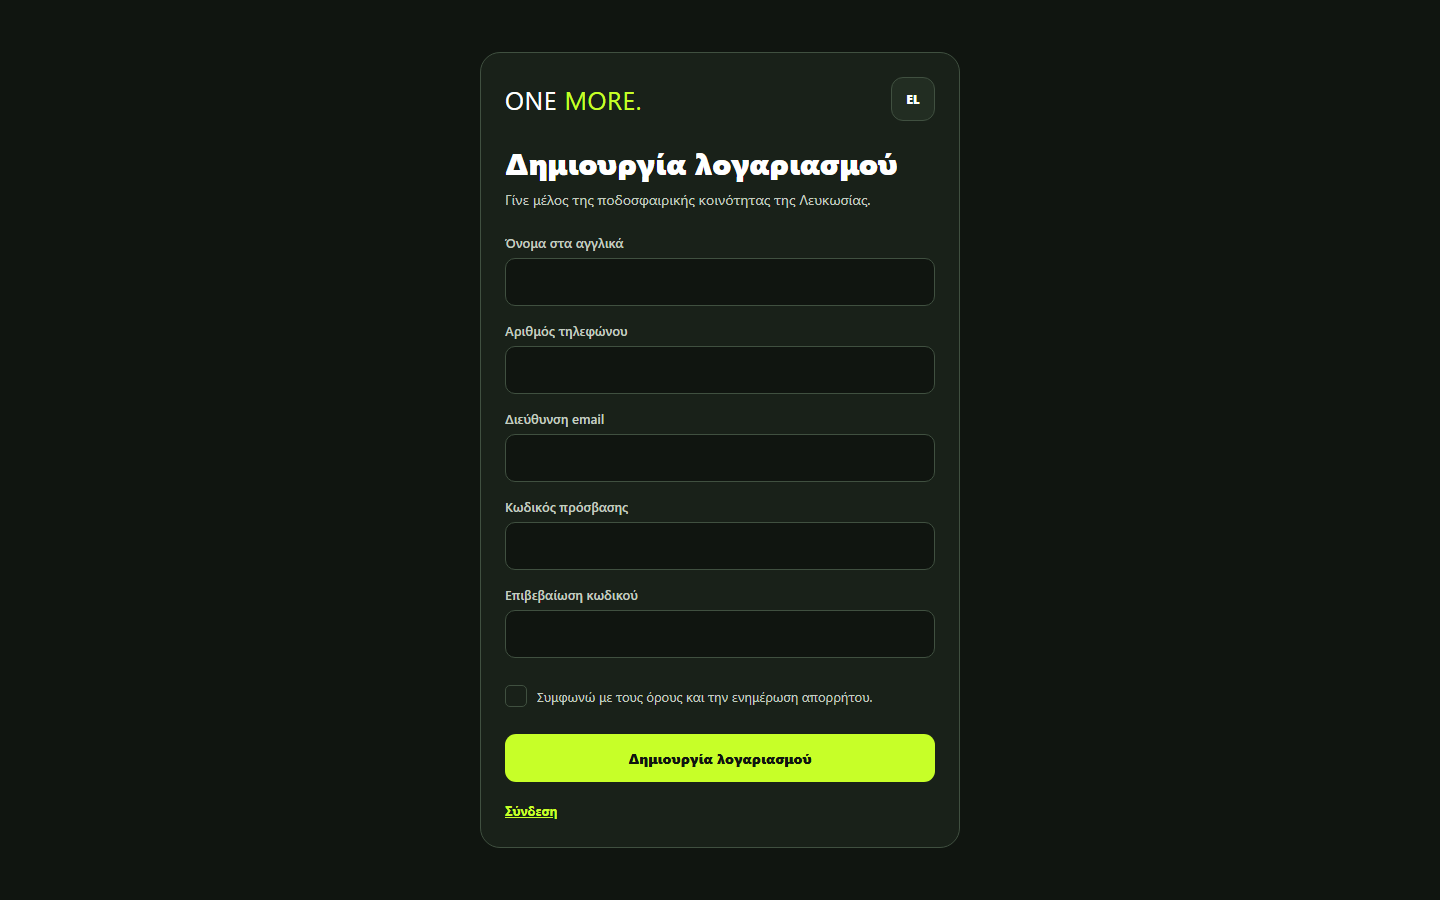 ONE MORE.
EL
Δημιουργία λογαριασμού
Γίνε μέλος της ποδοσφαιρικής κοινότητας της Λευκωσίας.
Όνομα στα αγγλικά
Αριθμός τηλεφώνου
Διεύθυνση email
Κωδικός πρόσβασης
Επιβεβαίωση κωδικού
Συμφωνώ με τους όρους και την ενημέρωση απορρήτου.
Δημιουργία λογαριασμού
Σύνδεση